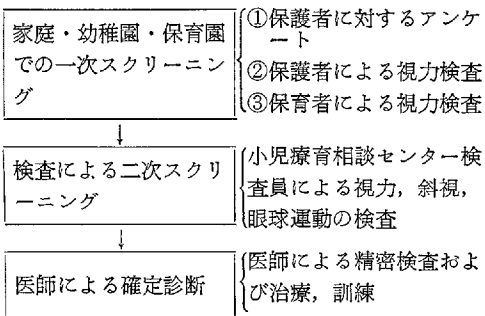 家庭・幼稚園・保育園
での一次スクリーニン
グ
①保護者に対するアンケ
ート
②保護者による視力検査
③保育者による視力検査
↓
検査による二次スクリ
ーニング
小児療育相談センター検
査員による視力，斜視，
眼球運動の検査
↓
医師による確定診断
医師による精密検査およ
び治療，訓練